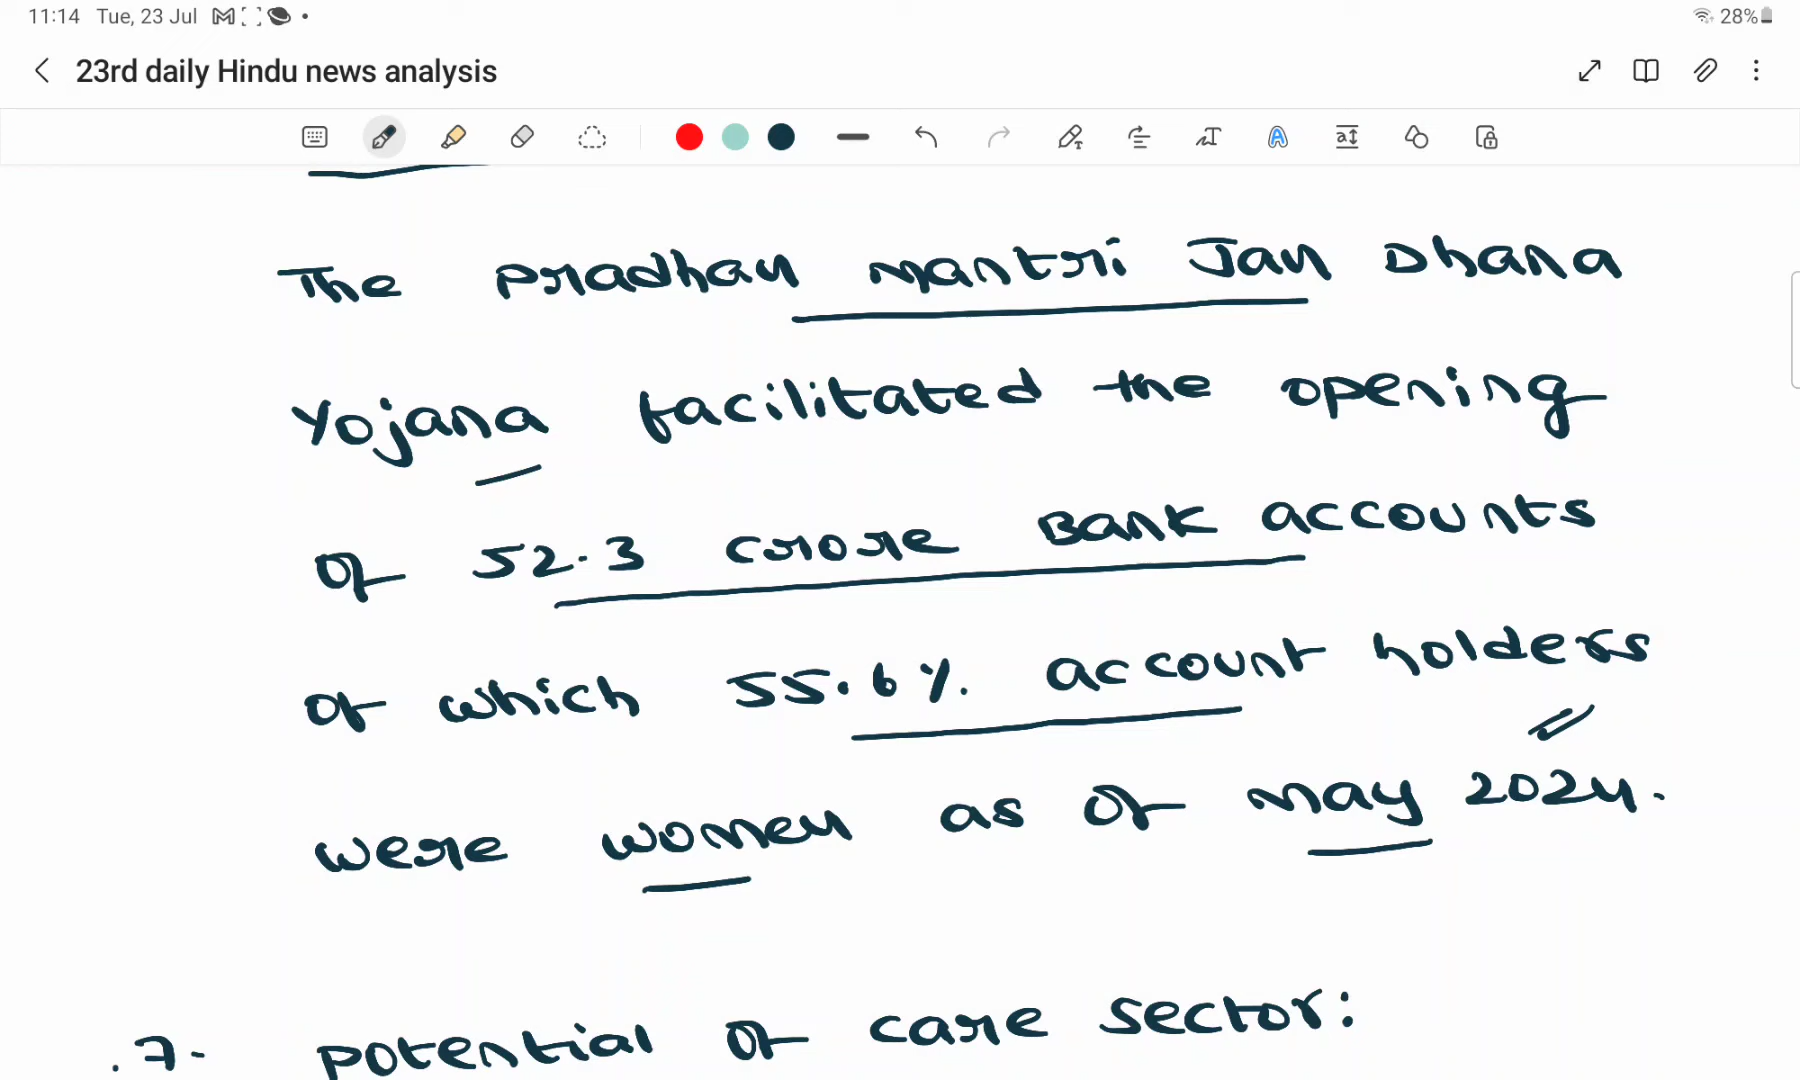 11:14 Tue, 23 Jul 28%
23rd daily Hindu news analysis
The pradhan mantri Jan Dhana
Yojana facilitated the opening
of 52.3 crore Bank accounts
of which 55.6%. account holders
were women as of may 2024.
.7. potential of care sector: